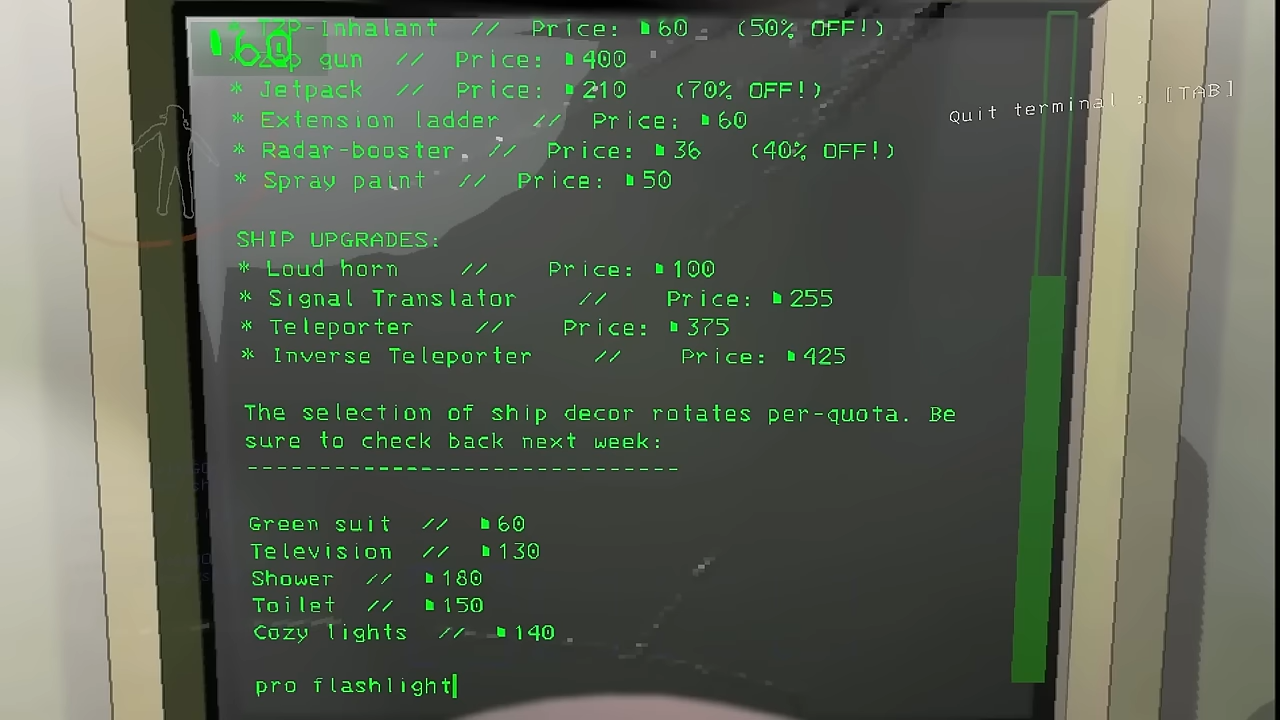 * TZP-Inhalant // Price: 60 (50% OFF!)
* Zap gun // Price: 400
* Jetpack // Price: 210 (70% OFF!)
* Extension ladder // Price: 60
* Radar-booster // Price: 36 (40% OFF!)
* Spray paint // Price: 50
Quit terminal : [TAB]
SHIP UPGRADES:
* Loud horn // Price: 100
* Signal Translator // Price: 255
* Teleporter // Price: 375
* Inverse Teleporter // Price: 425
The selection of ship decor rotates per-quota. Be
sure to check back next week:
------------------------------
Green suit // 60
Television // 130
Shower // 180
Toilet // 150
Cozy lights // 140
pro flashlight